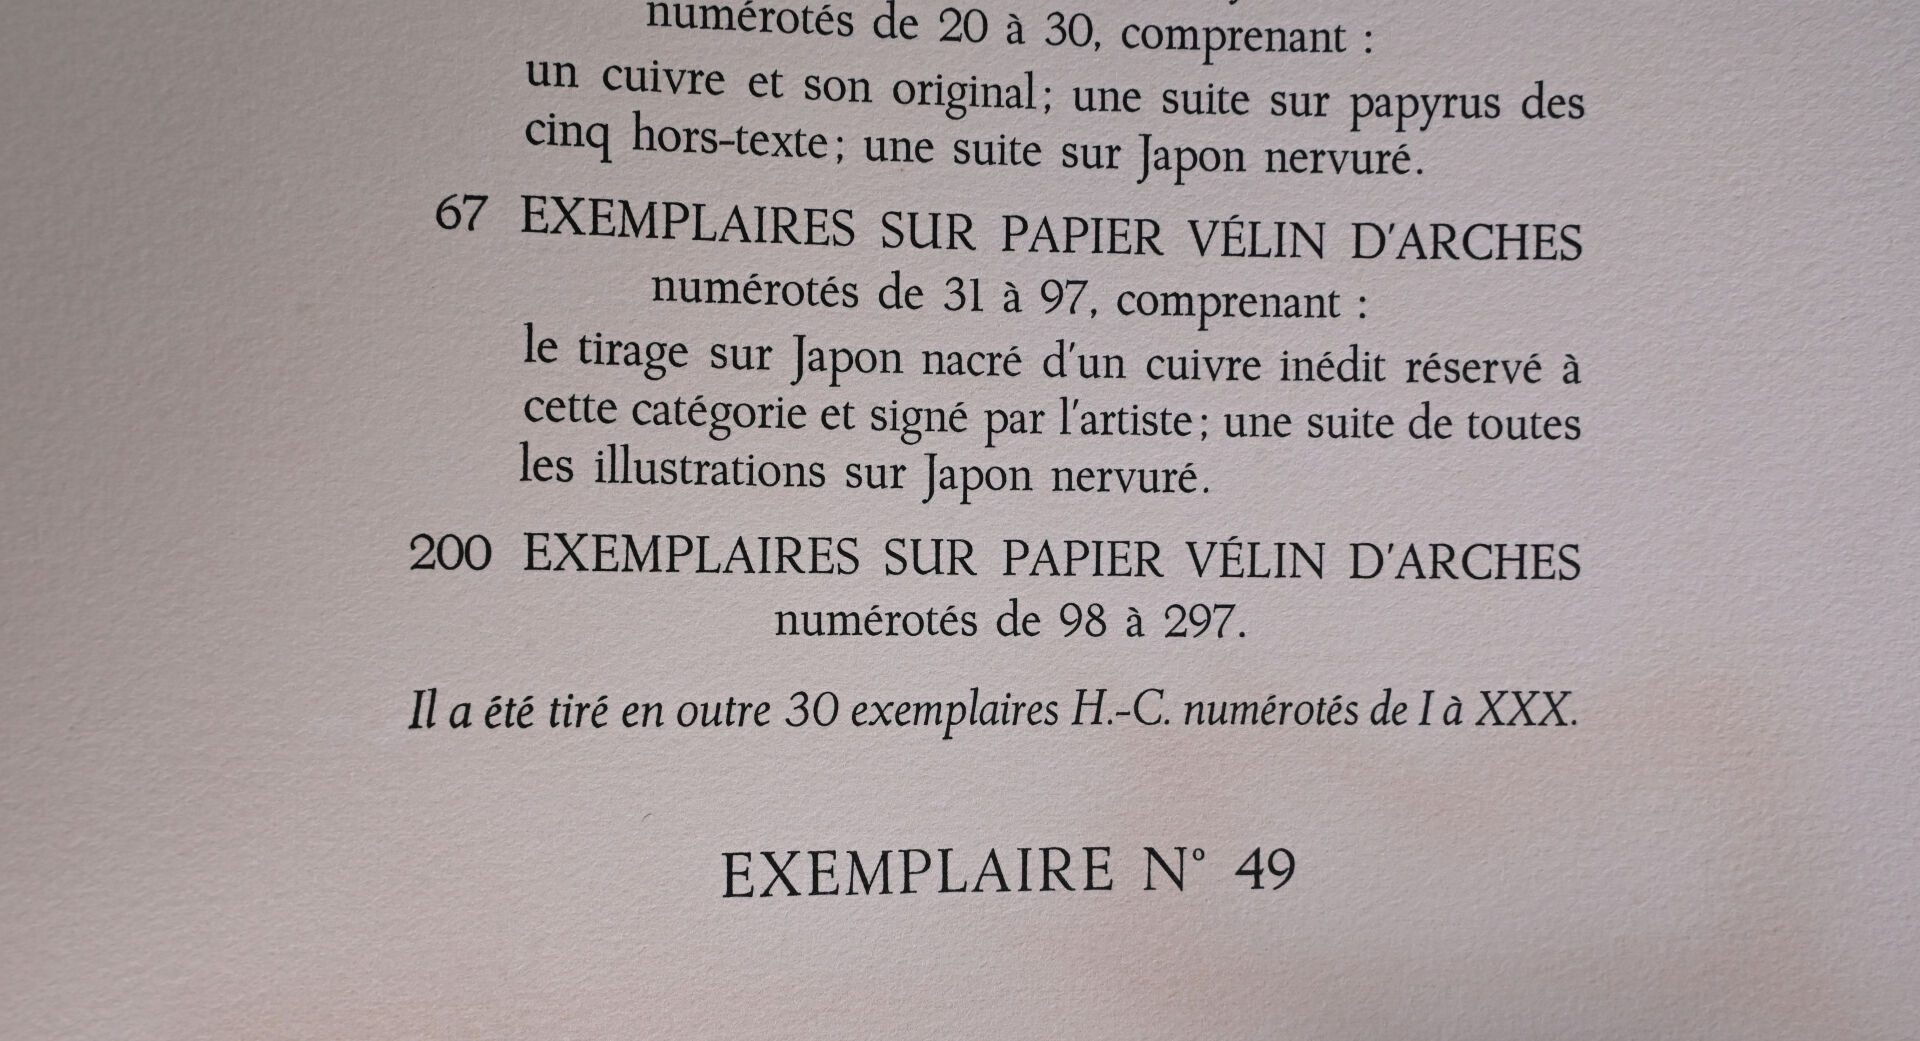 numérotés de 20 à 30, comprenant :
un cuivre et son original; une suite sur papyrus des
cinq hors-texte; une suite sur Japon nervuré.
67 EXEMPLAIRES SUR PAPIER VÉLIN D'ARCHES
numérotés de 31 à 97, comprenant :
le tirage sur Japon nacré d'un cuivre inédit réservé à
cette catégorie et signé par l'artiste; une suite de toutes
les illustrations sur Japon nervuré.
200 EXEMPLAIRES SUR PAPIER VÉLIN D'ARCHES
numérotés de 98 à 297.
Il a été tiré en outre 30 exemplaires H.-C. numérotés de I à XXX.
EXEMPLAIRE N° 49